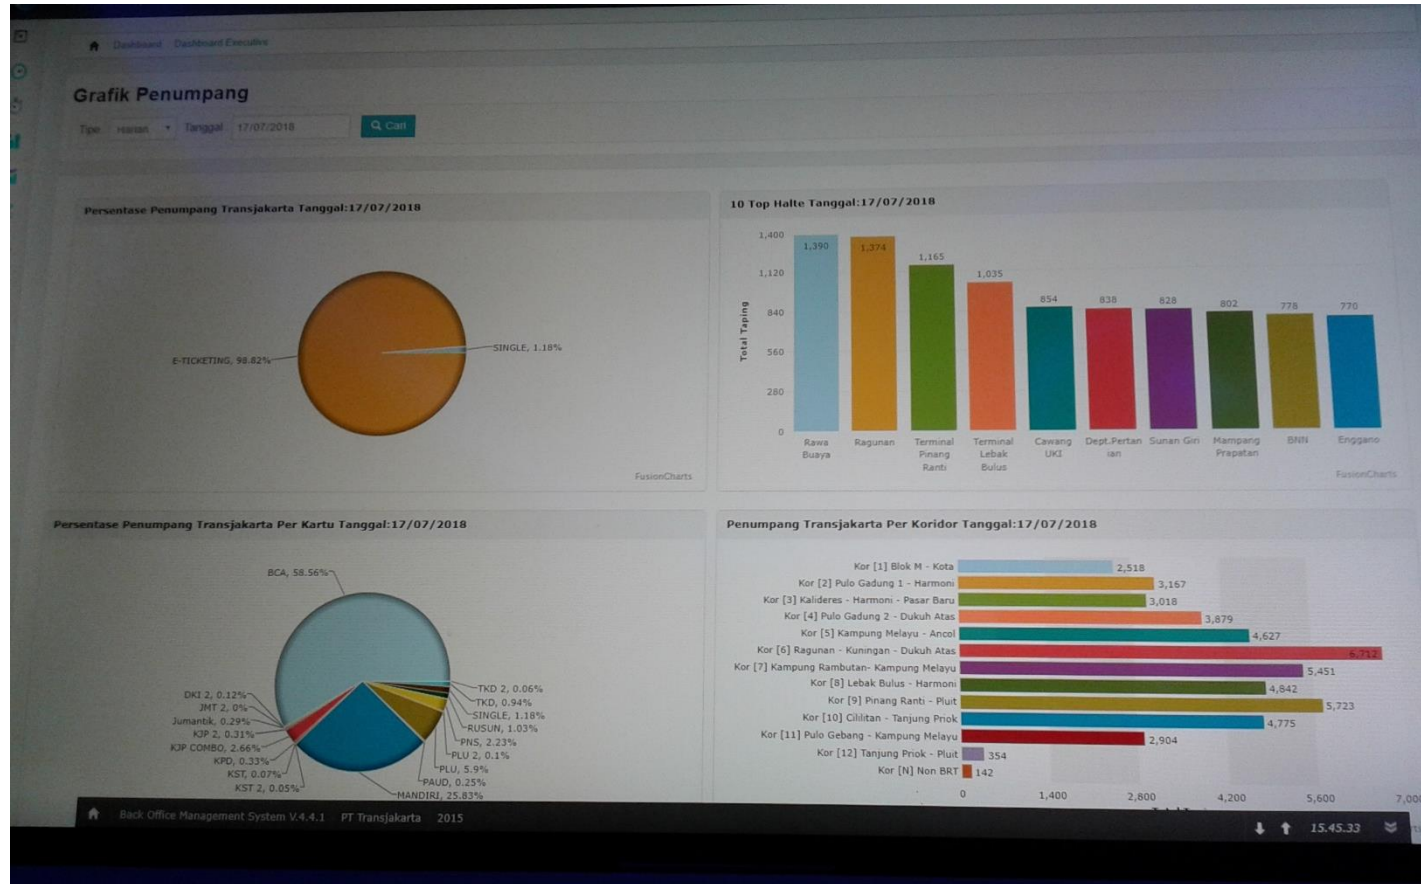 Dashboard Dashboard Executive
Grafik Penumpang
Tipe Harian Tanggal 17/07/2018 Cari
Persentase Penumpang Transjakarta Tanggal:17/07/2018
E-TICKETING, 98.82%
SINGLE, 1.18%
FusionCharts
10 Top Halte Tanggal:17/07/2018
Total Taping
1,400
1,120
840
560
280
0
1,390
1,374
1,165
1,035
854
838
828
802
778
770
Rawa Buaya
Ragunan
Terminal Pinang Ranti
Terminal Lebak Bulus
Cawang UKI
Dept.Pertanian
Sunan Giri
Mampang Prapatan
BNN
Enggano
FusionCharts
Persentase Penumpang Transjakarta Per Kartu Tanggal:17/07/2018
BCA, 58.56%
DKI 2, 0.12%
JMT 2, 0%
Jumantik, 0.29%
KJP 2, 0.31%
KJP COMBO, 2.66%
KPD, 0.33%
KST, 0.07%
KST 2, 0.05%
TKD 2, 0.06%
TKD, 0.94%
SINGLE, 1.18%
RUSUN, 1.03%
PNS, 2.23%
PLU 2, 0.1%
PLU, 5.9%
PAUD, 0.25%
MANDIRI, 25.83%
Penumpang Transjakarta Per Koridor Tanggal:17/07/2018
Kor [1] Blok M - Kota 2,518
Kor [2] Pulo Gadung 1 - Harmoni 3,167
Kor [3] Kalideres - Harmoni - Pasar Baru 3,018
Kor [4] Pulo Gadung 2 - Dukuh Atas 3,879
Kor [5] Kampung Melayu - Ancol 4,627
Kor [6] Ragunan - Kuningan - Dukuh Atas 6,712
Kor [7] Kampung Rambutan- Kampung Melayu 5,451
Kor [8] Lebak Bulus - Harmoni 4,842
Kor [9] Pinang Ranti - Pluit 5,723
Kor [10] Cililitan - Tanjung Priok 4,775
Kor [11] Pulo Gebang - Kampung Melayu 2,904
Kor [12] Tanjung Priok - Pluit 354
Kor [N] Non BRT 142
0 1,400 2,800 4,200 5,600 7,000
Back Office Management System V.4.4.1 PT Transjakarta 2015
15.45.33